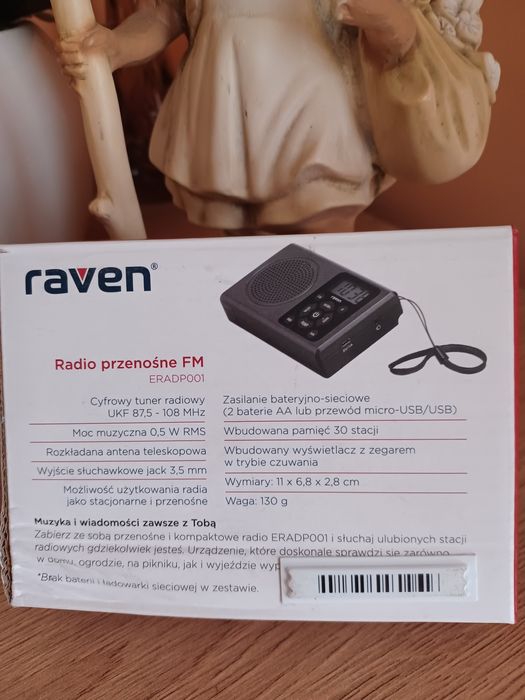 raven®
raven
Radio przenośne FM
ERADP001
Cyfrowy tuner radiowy
UKF 87,5 - 108 MHz
Moc muzyczna 0,5 W RMS
Rozkładana antena teleskopowa
Wyjście słuchawkowe jack 3,5 mm
Możliwość użytkowania radia
jako stacjonarne i przenośne
Zasilanie bateryjno-sieciowe
(2 baterie AA lub przewód micro-USB/USB)
Wbudowana pamięć 30 stacji
Wbudowany wyświetlacz z zegarem
w trybie czuwania
Wymiary: 11 x 6,8 x 2,8 cm
Waga: 130 g
Muzyka i wiadomości zawsze z Tobą
Zabierz ze sobą przenośne i kompaktowe radio ERADP001 i słuchaj ulubionych stacji
radiowych gdziekolwiek jesteś. Urządzenie, które doskonale sprawdzi się zarówno
w domu, ogrodzie, na pikniku, jak i wyjeździe
*Brak baterii i ładowarki sieciowej w zestawie.